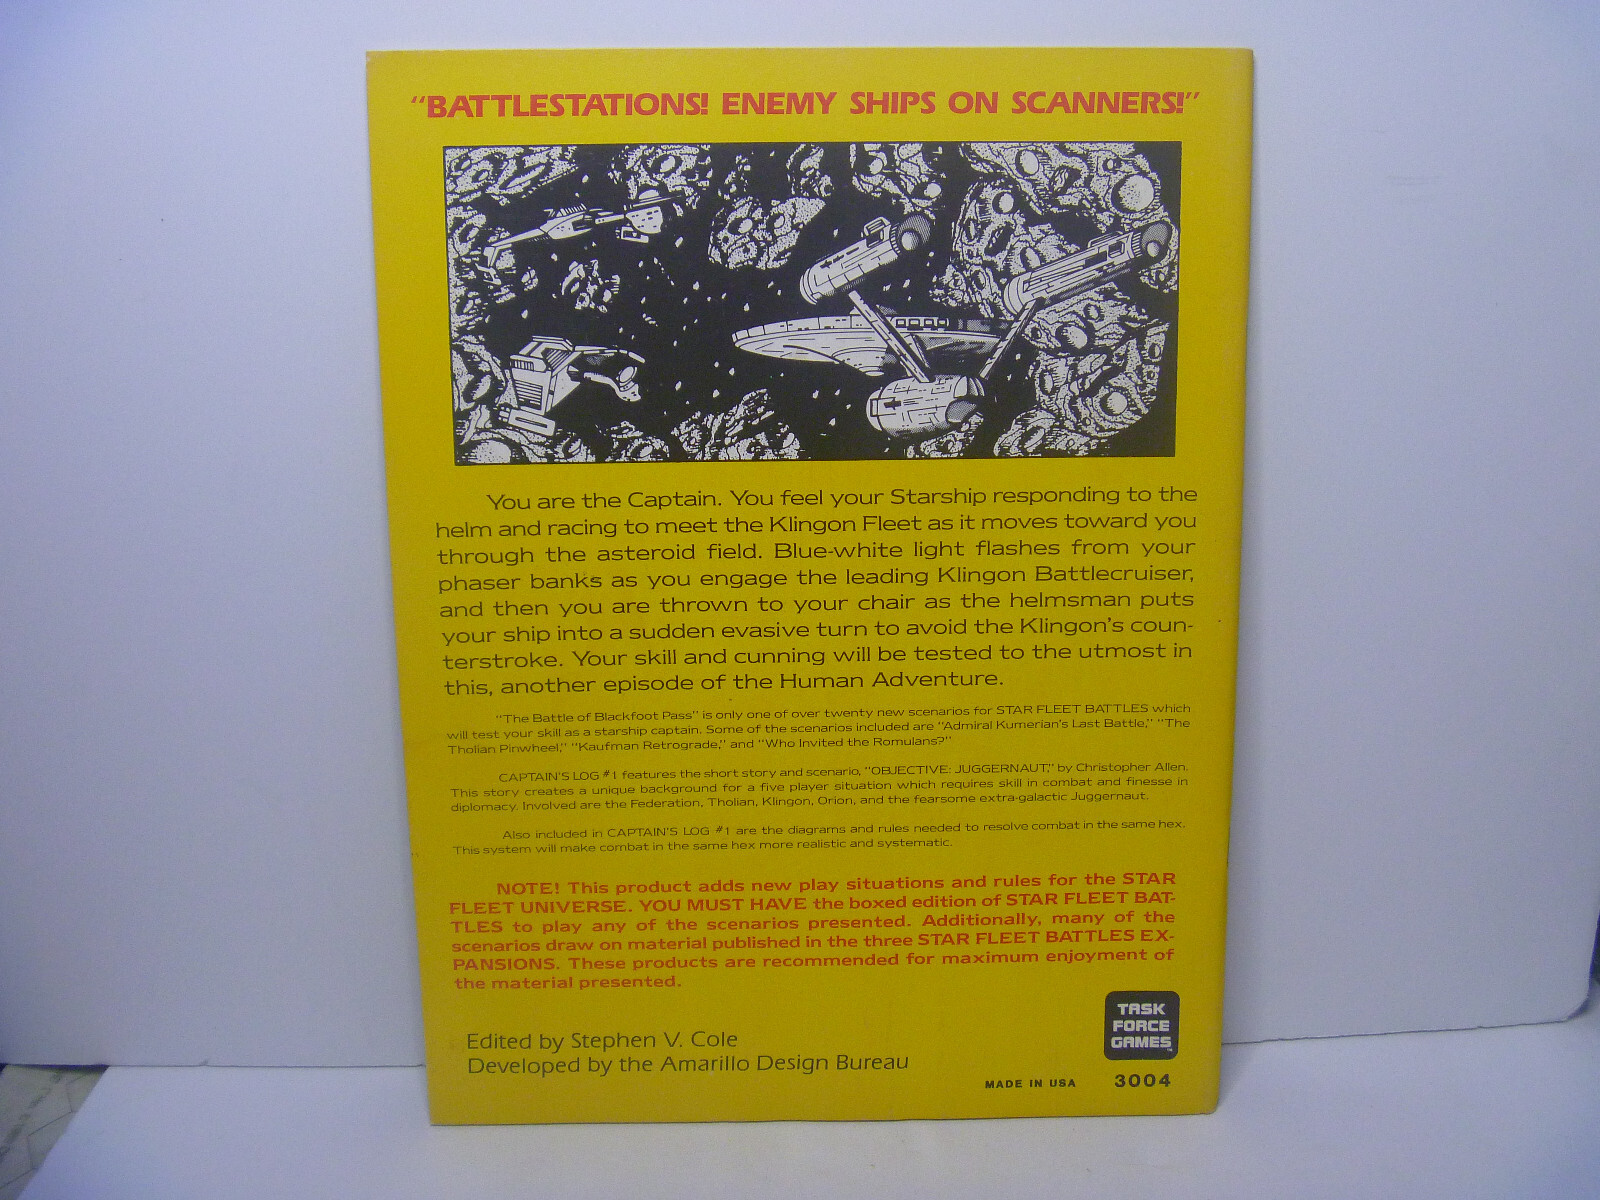 "BATTLESTATIONS! ENEMY SHIPS ON SCANNERS!"
You are the Captain. You feel your Starship responding to the
helm and racing to meet the Klingon Fleet as it moves toward you
through the asteroid field. Blue-white light flashes from your
phaser banks as you engage the leading Klingon Battlecruiser,
and then you are thrown to your chair as the helmsman puts
your ship into a sudden evasive turn to avoid the Klingon's coun-
terstroke. Your skill and cunning will be tested to the utmost in
this, another episode of the Human Adventure.
"The Battle of Blackfoot Pass" is only one of over twenty new scenarios for STAR FLEET BATTLES which
will test your skill as a starship captain. Some of the scenarios included are "Admiral Kumerian's Last Battle," "The
Tholian Pinwheel," "Kaufman Retrograde," and "Who Invited the Romulans?"
CAPTAIN'S LOG #1 features the short story and scenario, "OBJECTIVE: JUGGERNAUT," by Christopher Allen.
This story creates a unique background for a five player situation which requires skill in combat and finesse in
diplomacy. Involved are the Federation, Tholian, Klingon, Orion, and the fearsome extra-galactic Juggernaut.
Also included in CAPTAIN'S LOG #1 are the diagrams and rules needed to resolve combat in the same hex.
This system will make combat in the same hex more realistic and systematic.
NOTE! This product adds new play situations and rules for the STAR
FLEET UNIVERSE. YOU MUST HAVE the boxed edition of STAR FLEET BAT-
TLES to play any of the scenarios presented. Additionally, many of the
scenarios draw on material published in the three STAR FLEET BATTLES EX-
PANSIONS. These products are recommended for maximum enjoyment of
the material presented.
TASK
FORCE
GAMES™
Edited by Stephen V. Cole
Developed by the Amarillo Design Bureau
MADE IN USA 3004